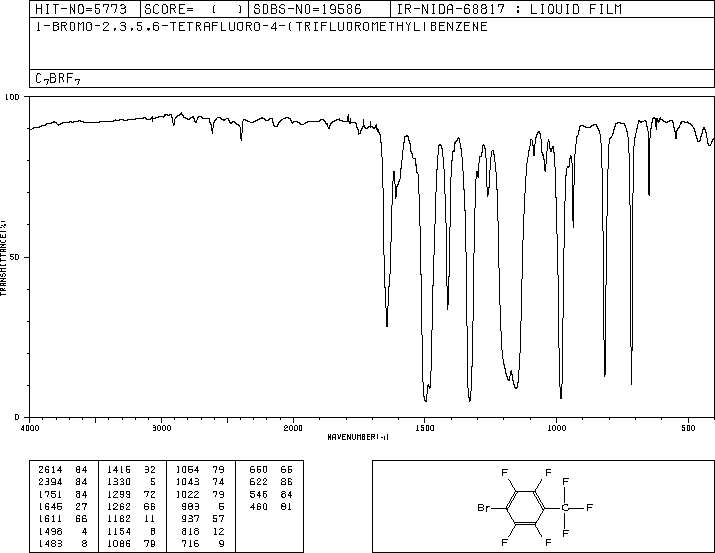 HIT-NO=5773 SCORE= ( ) SDBS-NO=19586 IR-NIDA-68817 : LIQUID FILM
1-BROMO-2,3,5,6-TETRAFLUORO-4-(TRIFLUOROMETHYL)BENZENE
C7BRF7
100
50
0
TRANSMITTANCE(%)
4000 3000 2000 1500 1000 500
WAVENUMBER(-1)
2614 84 1416 32 1064 79 660 66
2394 84 1330 5 1043 74 622 86
1751 84 1299 72 1022 79 546 84
1645 27 1262 66 983 5 460 81
1611 66 1182 11 937 57
1498 4 1154 8 818 12
1483 8 1086 79 716 9
F F
F
Br C F
F
F F